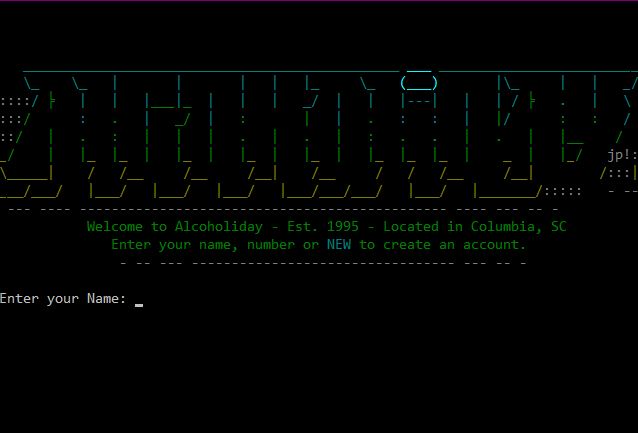 jp!:
Welcome to Alcoholiday - Est. 1995 - Located in Columbia, SC
Enter your name, number or NEW to create an account.
Enter your Name: _